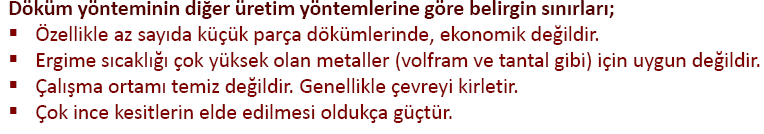 Döküm yönteminin diğer üretim yöntemlerine göre belirgin sınırları;
▪ Özellikle az sayıda küçük parça dökümlerinde, ekonomik değildir.
▪ Ergime sıcaklığı çok yüksek olan metaller (volfram ve tantal gibi) için uygun değildir.
▪ Çalışma ortamı temiz değildir. Genellikle çevreyi kirletir.
▪ Çok ince kesitlerin elde edilmesi oldukça güçtür.